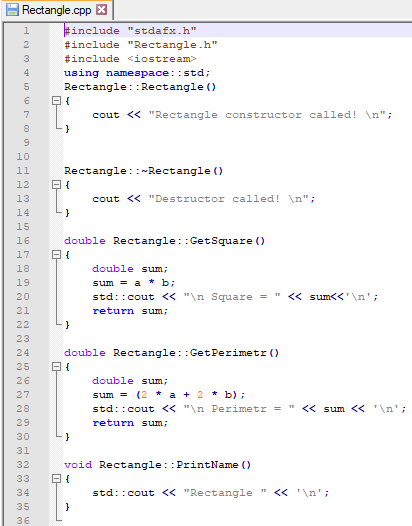 Rectangle.cpp
1 #include "stdafx.h"
2 #include "Rectangle.h"
3 #include <iostream>
4 using namespace::std;
5 Rectangle::Rectangle()
6 {
7 cout << "Rectangle constructor called! \n";
8 }
9
10
11 Rectangle::~Rectangle()
12 {
13 cout << "Destructor called! \n";
14 }
15
16 double Rectangle::GetSquare()
17 {
18 double sum;
19 sum = a * b;
20 std::cout << "\n Square = " << sum<<'\n';
21 return sum;
22 }
23
24 double Rectangle::GetPerimetr()
25 {
26 double sum;
27 sum = (2 * a + 2 * b);
28 std::cout << "\n Perimetr = " << sum << '\n';
29 return sum;
30 }
31
32 void Rectangle::PrintName()
33 {
34 std::cout << "Rectangle " << '\n';
35 }
36